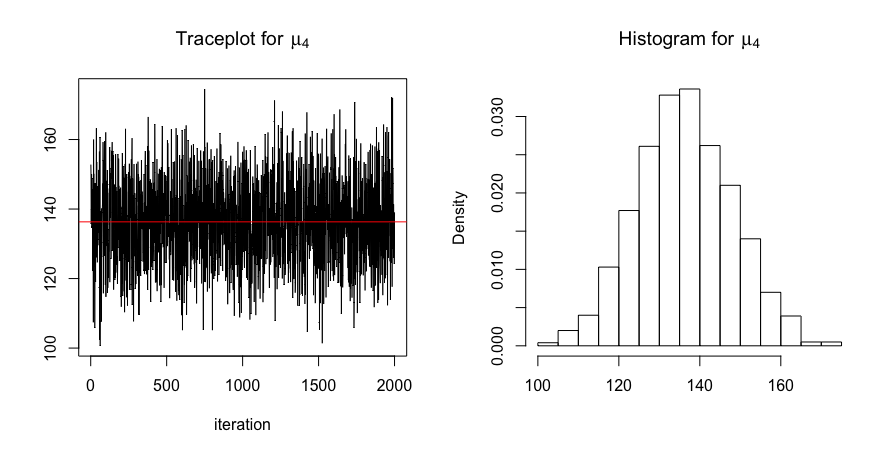 Traceplot for μ4
100 120 140 160
0 500 1000 1500 2000
iteration
Histogram for μ4
Density
0.000 0.010 0.020 0.030
100 120 140 160